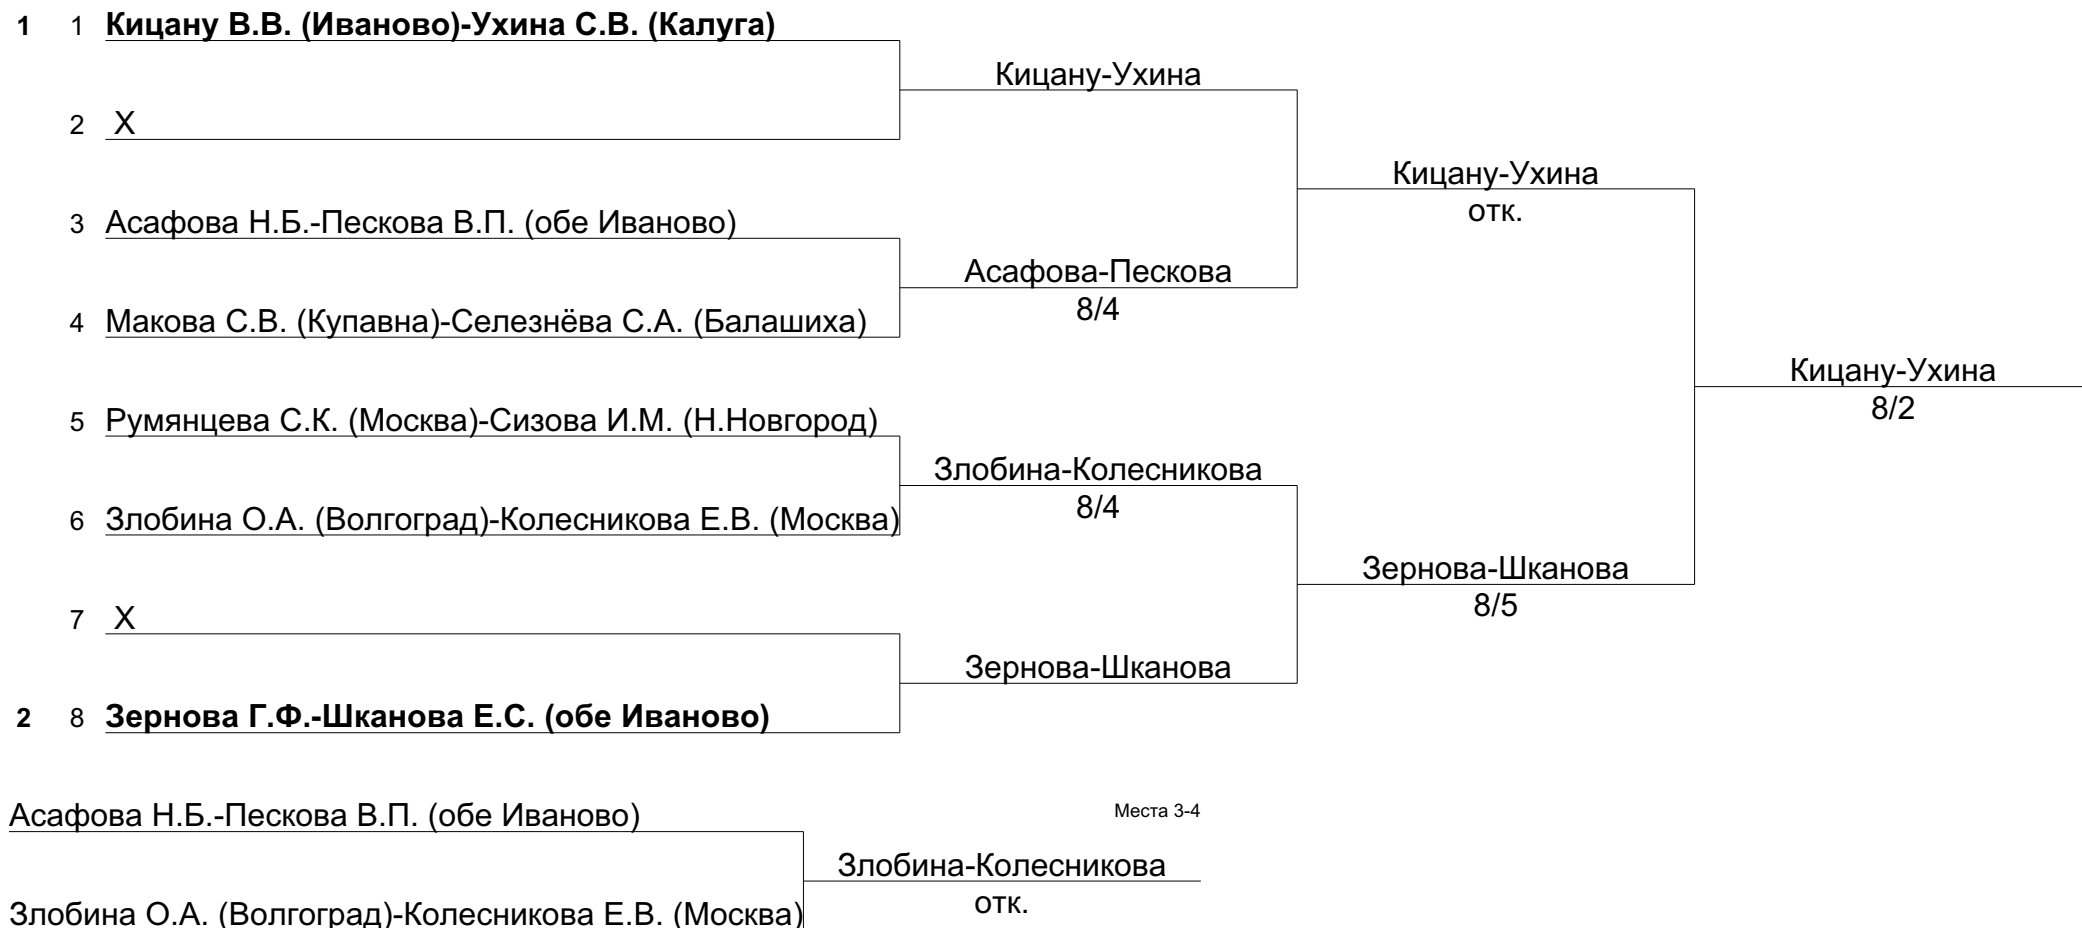 1 1 Кицану В.В. (Иваново)-Ухина С.В. (Калуга)
Кицану-Ухина
2 X
Кицану-Ухина
отк.
3 Асафова Н.Б.-Пескова В.П. (обе Иваново)
Асафова-Пескова
8/4
4 Макова С.В. (Купавна)-Селезнёва С.А. (Балашиха)
Кицану-Ухина
8/2
5 Румянцева С.К. (Москва)-Сизова И.М. (Н.Новгород)
Злобина-Колесникова
8/4
6 Злобина О.А. (Волгоград)-Колесникова Е.В. (Москва)
Зернова-Шканова
8/5
7 X
Зернова-Шканова
2 8 Зернова Г.Ф.-Шканова Е.С. (обе Иваново)
Асафова Н.Б.-Пескова В.П. (обе Иваново)
Места 3-4
Злобина-Колесникова
отк.
Злобина О.А. (Волгоград)-Колесникова Е.В. (Москва)